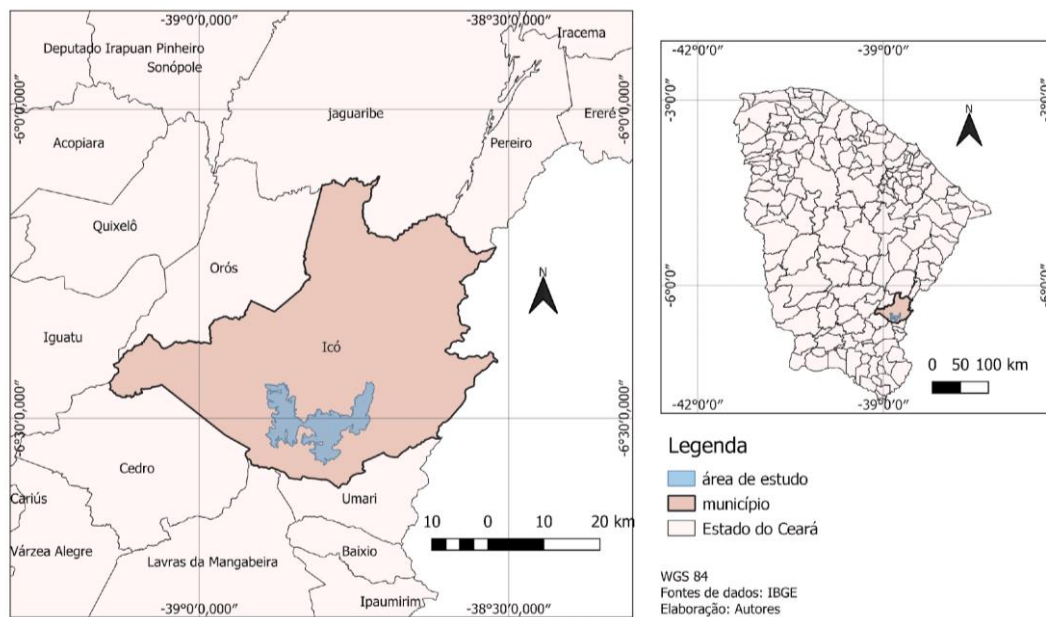 -39°0′0,000″
-38°30′0,000″
Iracema
Deputado Irapuan Pinheiro
Sonópole
-6°0′0,000″
-6°0′0,000″
Acopiara
jaguaribe
Ereré
Pereiro
Quixelô
Orós
N
Iguatu
Icó
-6°30′0,000″
-6°30′0,000″
Cedro
Umari
Cariús
10 0 10 20 km
Várzea Alegre
Lavras da Mangabeira
Baixio
Ipaumirim
-39°0′0,000″
-38°30′0,000″
-42°0′0″
-39°0′0″
-3°0′0″
-3°0′0″
N
-6°0′0″
-6°0′0″
0 50 100 km
-42°0′0″
-39°0′0″
Legenda
área de estudo
município
Estado do Ceará
WGS 84
Fontes de dados: IBGE
Elaboração: Autores